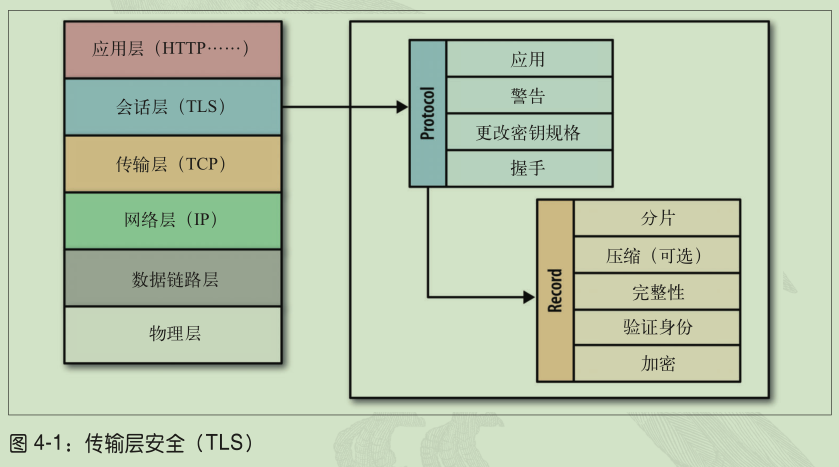 应用层（HTTP……）
会话层（TLS）
传输层（TCP）
网络层（IP）
数据链路层
物理层
Protocol
应用
警告
更改密钥规格
握手
Record
分片
压缩（可选）
完整性
验证身份
加密
图 4-1：传输层安全（TLS）